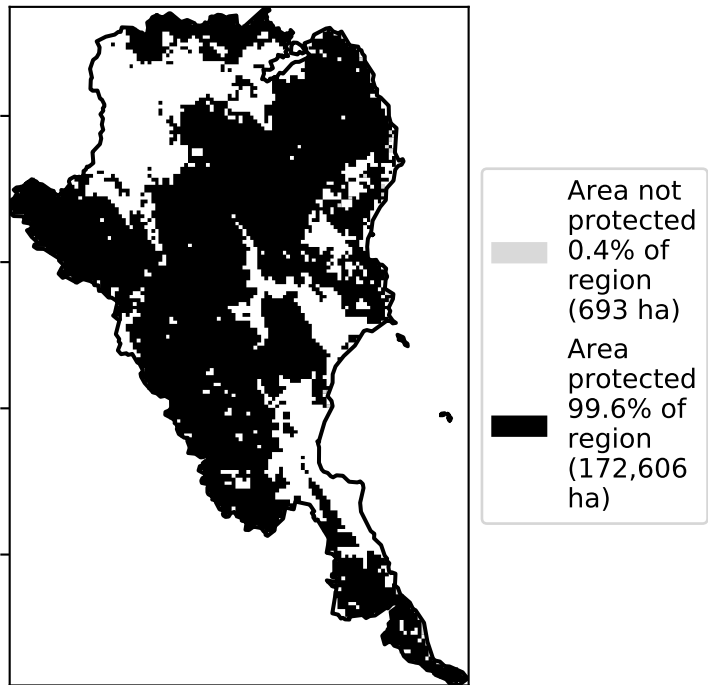 Area not
protected
0.4% of
region
(693 ha)
Area
protected
99.6% of
region
(172,606
ha)